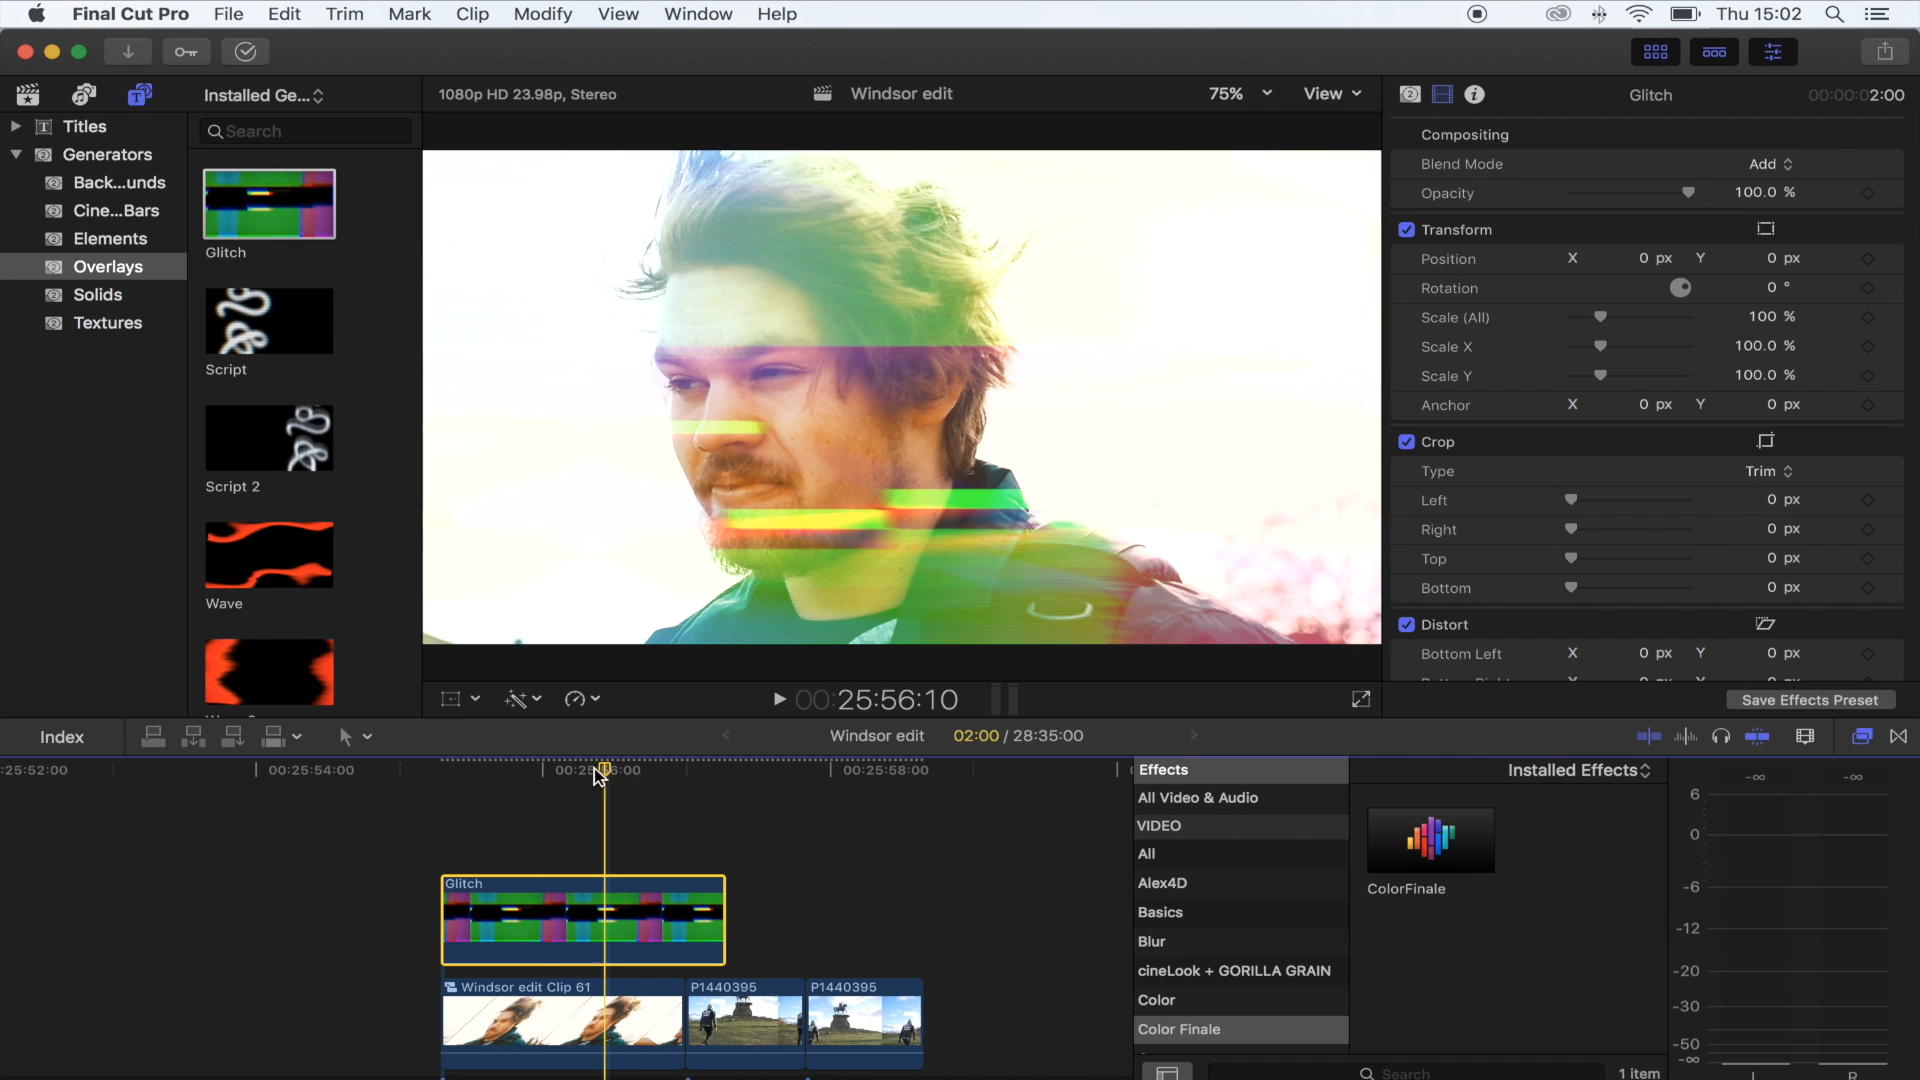 Final Cut Pro File Edit Trim Mark Clip Modify View Window Help Thu 15:02
Installed Ge... 1080p HD 23.98p, Stereo Windsor edit 75% View Glitch 00:00:02:00
Titles
Generators
Back...unds
Cine...Bars
Elements
Overlays
Solids
Textures
Search
Glitch
Script
Script 2
Wave
Compositing
Blend Mode Add
Opacity 100.0 %
Transform
Position X 0 px Y 0 px
Rotation 0 °
Scale (All) 100 %
Scale X 100.0 %
Scale Y 100.0 %
Anchor X 0 px Y 0 px
Crop
Type Trim
Left 0 px
Right 0 px
Top 0 px
Bottom 0 px
Distort
Bottom Left X 0 px Y 0 px
00:25:56:10
Save Effects Preset
Index Windsor edit 02:00 / 28:35:00
:25:52:00 00:25:54:00 00:25:56:00 00:25:58:00
Glitch
Windsor edit Clip 61 P1440395 P1440395
Effects
All Video & Audio
VIDEO
All
Alex4D
Basics
Blur
cineLook + GORILLA GRAIN
Color
Color Finale
Installed Effects
ColorFinale
Search 1 item
-∞ -∞
6
0
-6
-12
-20
-30
-50
-∞
L R